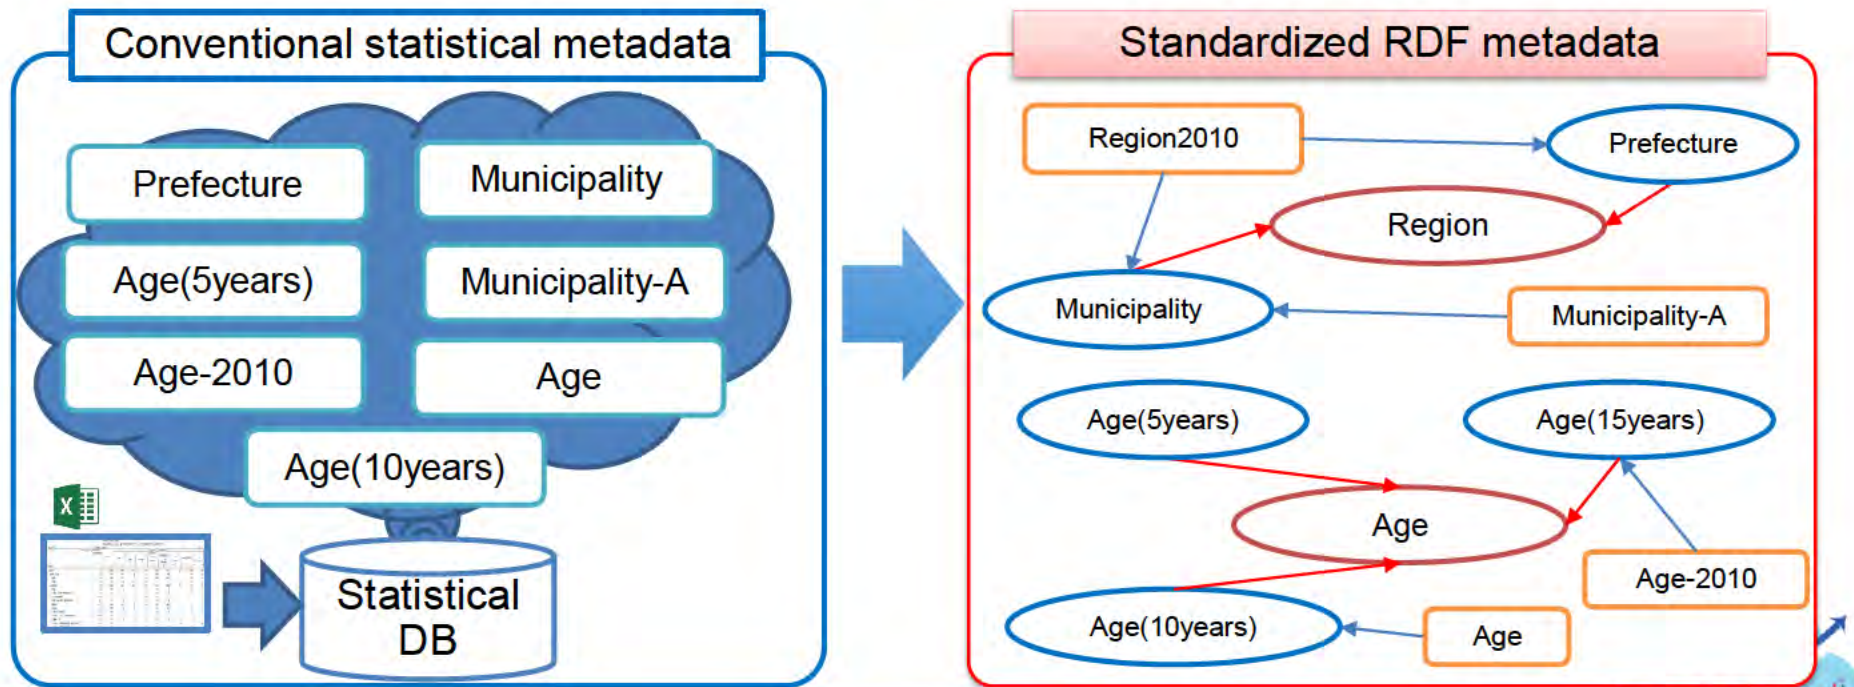 Conventional statistical metadata
Prefecture
Municipality
Age(5years)
Municipality-A
Age-2010
Age
Age(10years)
X
Statistical
DB
Standardized RDF metadata
Region2010
Prefecture
Region
Municipality
Municipality-A
Age(5years)
Age(15years)
Age
Age-2010
Age(10years)
Age